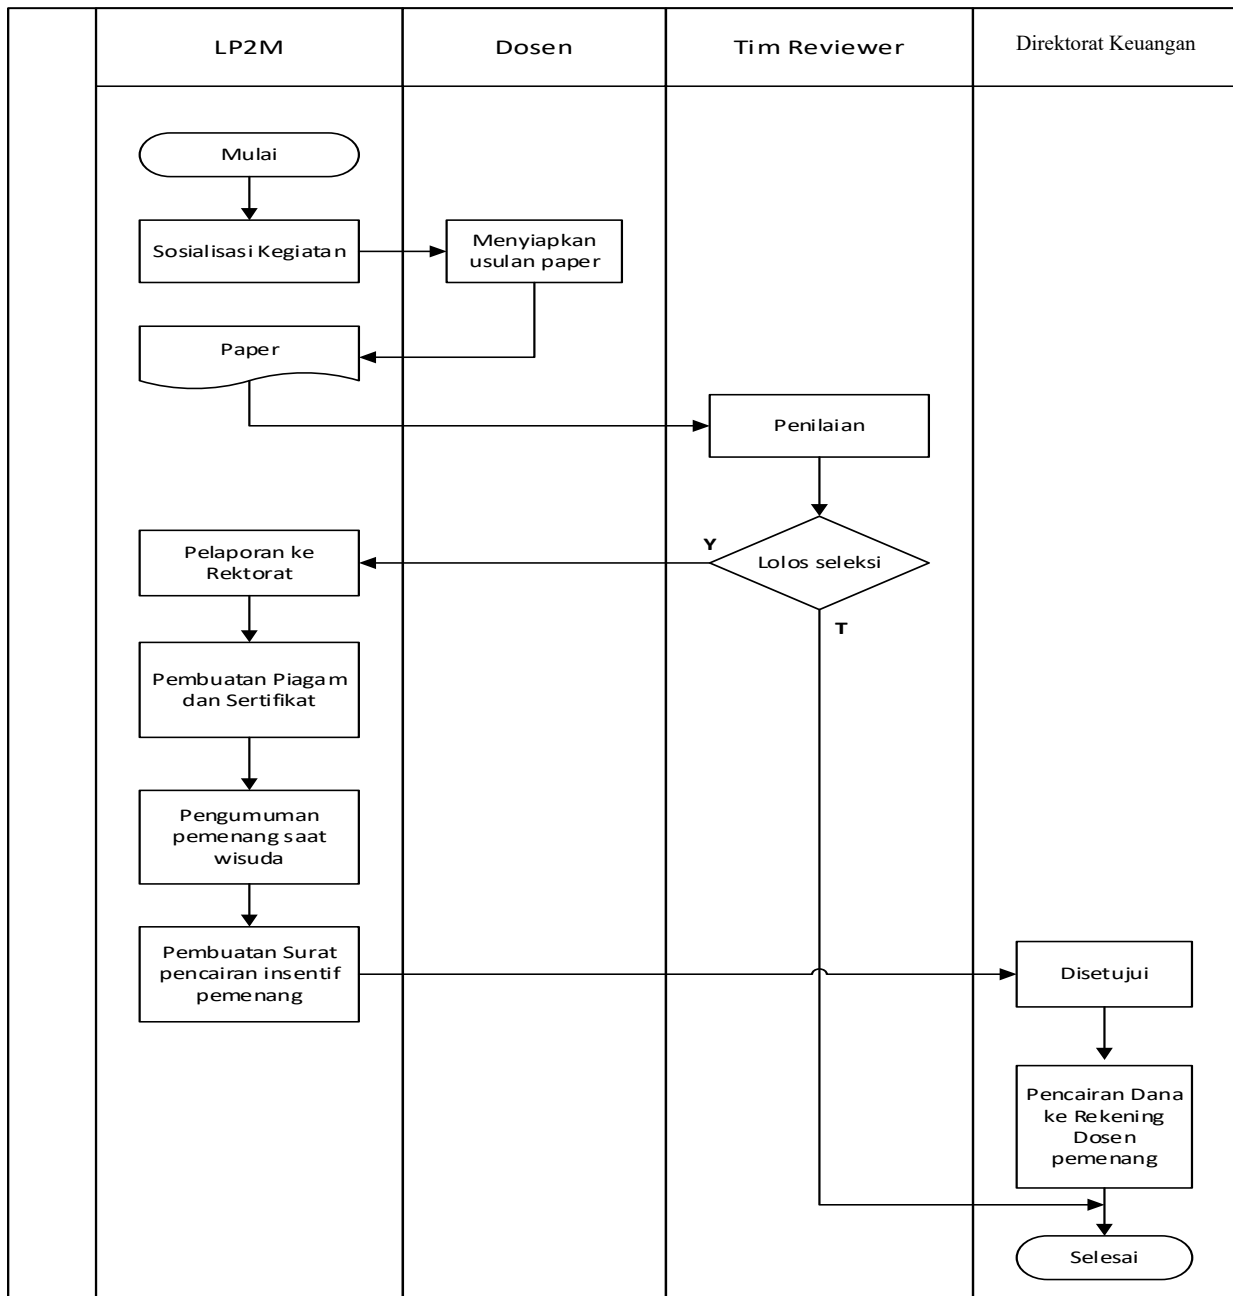 LP2M
Dosen
Tim Reviewer
Direktorat Keuangan
Mulai
Sosialisasi Kegiatan
Menyiapkan
usulan paper
Paper
Penilaian
Lolos seleksi
Y
T
Pelaporan ke
Rektorat
Pembuatan Piagam
dan Sertifikat
Pengumuman
pemenang saat
wisuda
Pembuatan Surat
pencairan insentif
pemenang
Disetujui
Pencairan Dana
ke Rekening
Dosen
pemenang
Selesai